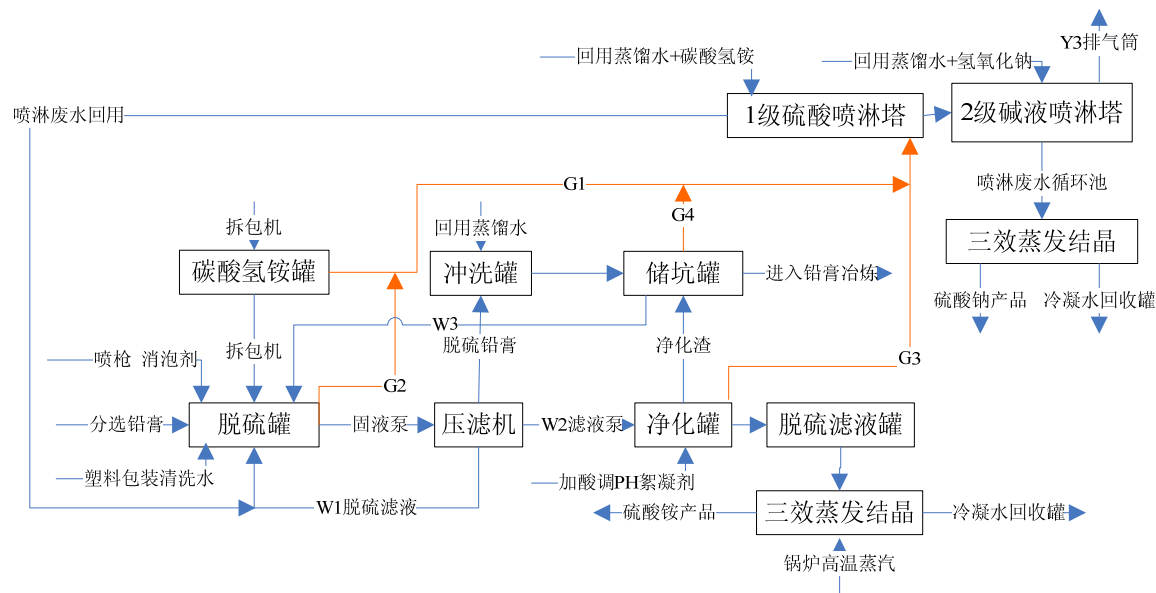 Y3排气筒
回用蒸馏水+碳酸氢铵
回用蒸馏水+氢氧化钠
喷淋废水回用
1级硫酸喷淋塔
2级碱液喷淋塔
G1
喷淋废水循环池
G4
拆包机
回用蒸馏水
三效蒸发结晶
碳酸氢铵罐
冲洗罐
储坑罐
进入铅膏冶炼
硫酸钠产品
冷凝水回收罐
W3
拆包机
脱硫铅膏
净化渣
喷枪 消泡剂
G3
G2
分选铅膏
脱硫罐
固液泵
压滤机
W2滤液泵
净化罐
脱硫滤液罐
塑料包装清洗水
加酸调PH絮凝剂
W1脱硫滤液
硫酸铵产品
三效蒸发结晶
冷凝水回收罐
锅炉高温蒸汽